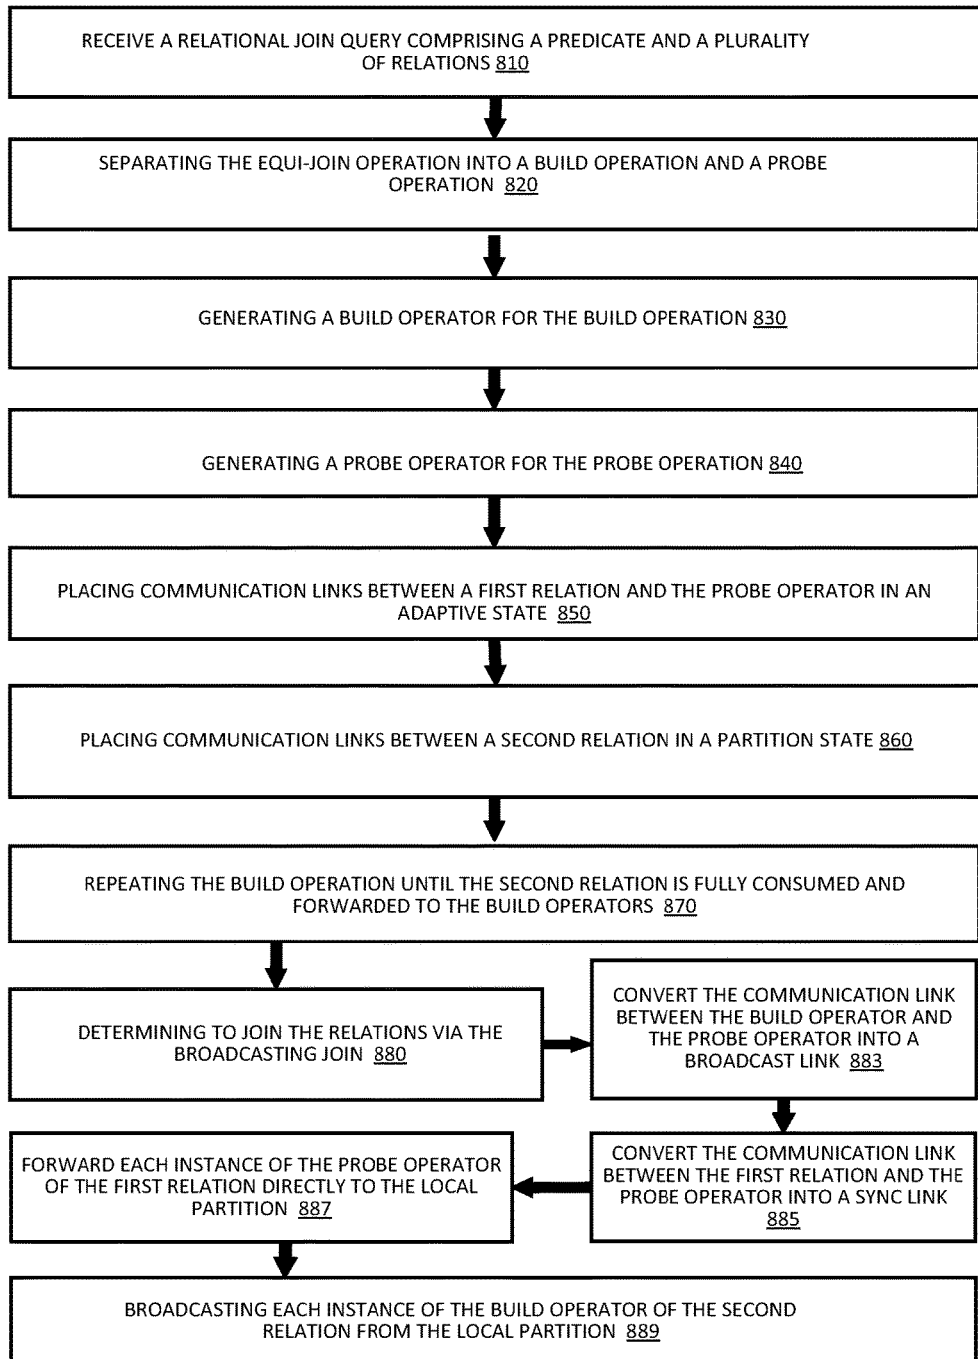 RECEIVE A RELATIONAL JOIN QUERY COMPRISING A PREDICATE AND A PLURALITY
OF RELATIONS 810
SEPARATING THE EQUI-JOIN OPERATION INTO A BUILD OPERATION AND A PROBE
OPERATION 820
GENERATING A BUILD OPERATOR FOR THE BUILD OPERATION 830
GENERATING A PROBE OPERATOR FOR THE PROBE OPERATION 840
PLACING COMMUNICATION LINKS BETWEEN A FIRST RELATION AND THE PROBE OPERATOR IN AN
ADAPTIVE STATE 850
PLACING COMMUNICATION LINKS BETWEEN A SECOND RELATION IN A PARTITION STATE 860
REPEATING THE BUILD OPERATION UNTIL THE SECOND RELATION IS FULLY CONSUMED AND
FORWARDED TO THE BUILD OPERATORS 870
DETERMINING TO JOIN THE RELATIONS VIA THE
BROADCASTING JOIN 880
CONVERT THE COMMUNICATION LINK
BETWEEN THE BUILD OPERATOR AND
THE PROBE OPERATOR INTO A
BROADCAST LINK 883
CONVERT THE COMMUNICATION LINK
BETWEEN THE FIRST RELATION AND THE
PROBE OPERATOR INTO A SYNC LINK
885
FORWARD EACH INSTANCE OF THE PROBE OPERATOR
OF THE FIRST RELATION DIRECTLY TO THE LOCAL
PARTITION 887
BROADCASTING EACH INSTANCE OF THE BUILD OPERATOR OF THE SECOND
RELATION FROM THE LOCAL PARTITION 889